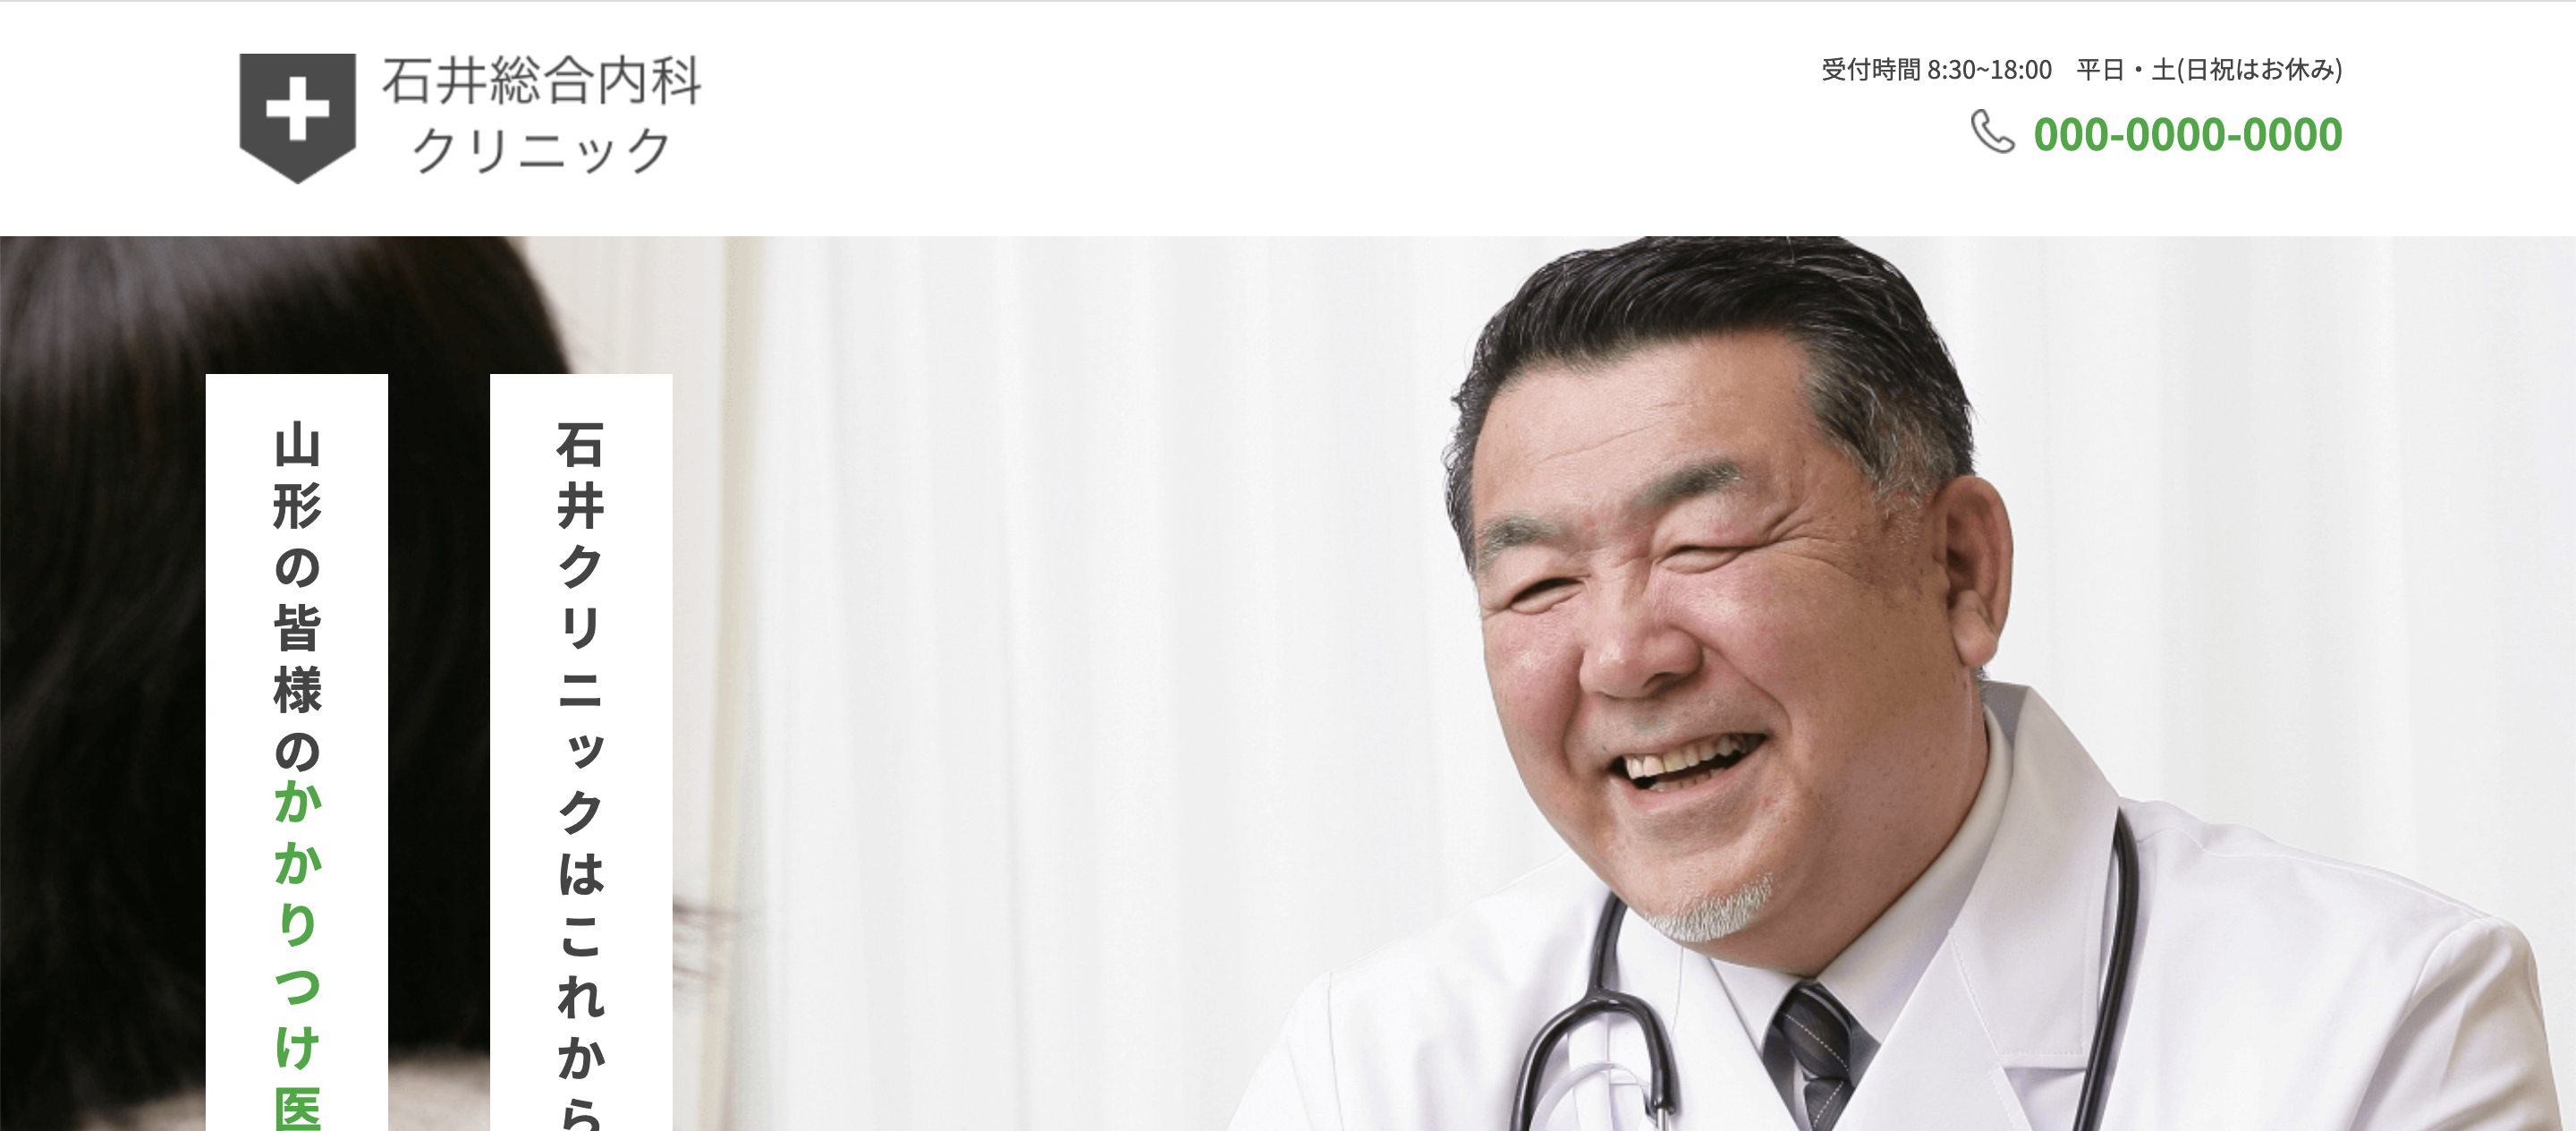 石井総合内科
クリニック
受付時間 8:30~18:00　平日・土(日祝はお休み)
000-0000-0000
石井クリニックはこれから
山形の皆様のかかりつけ医